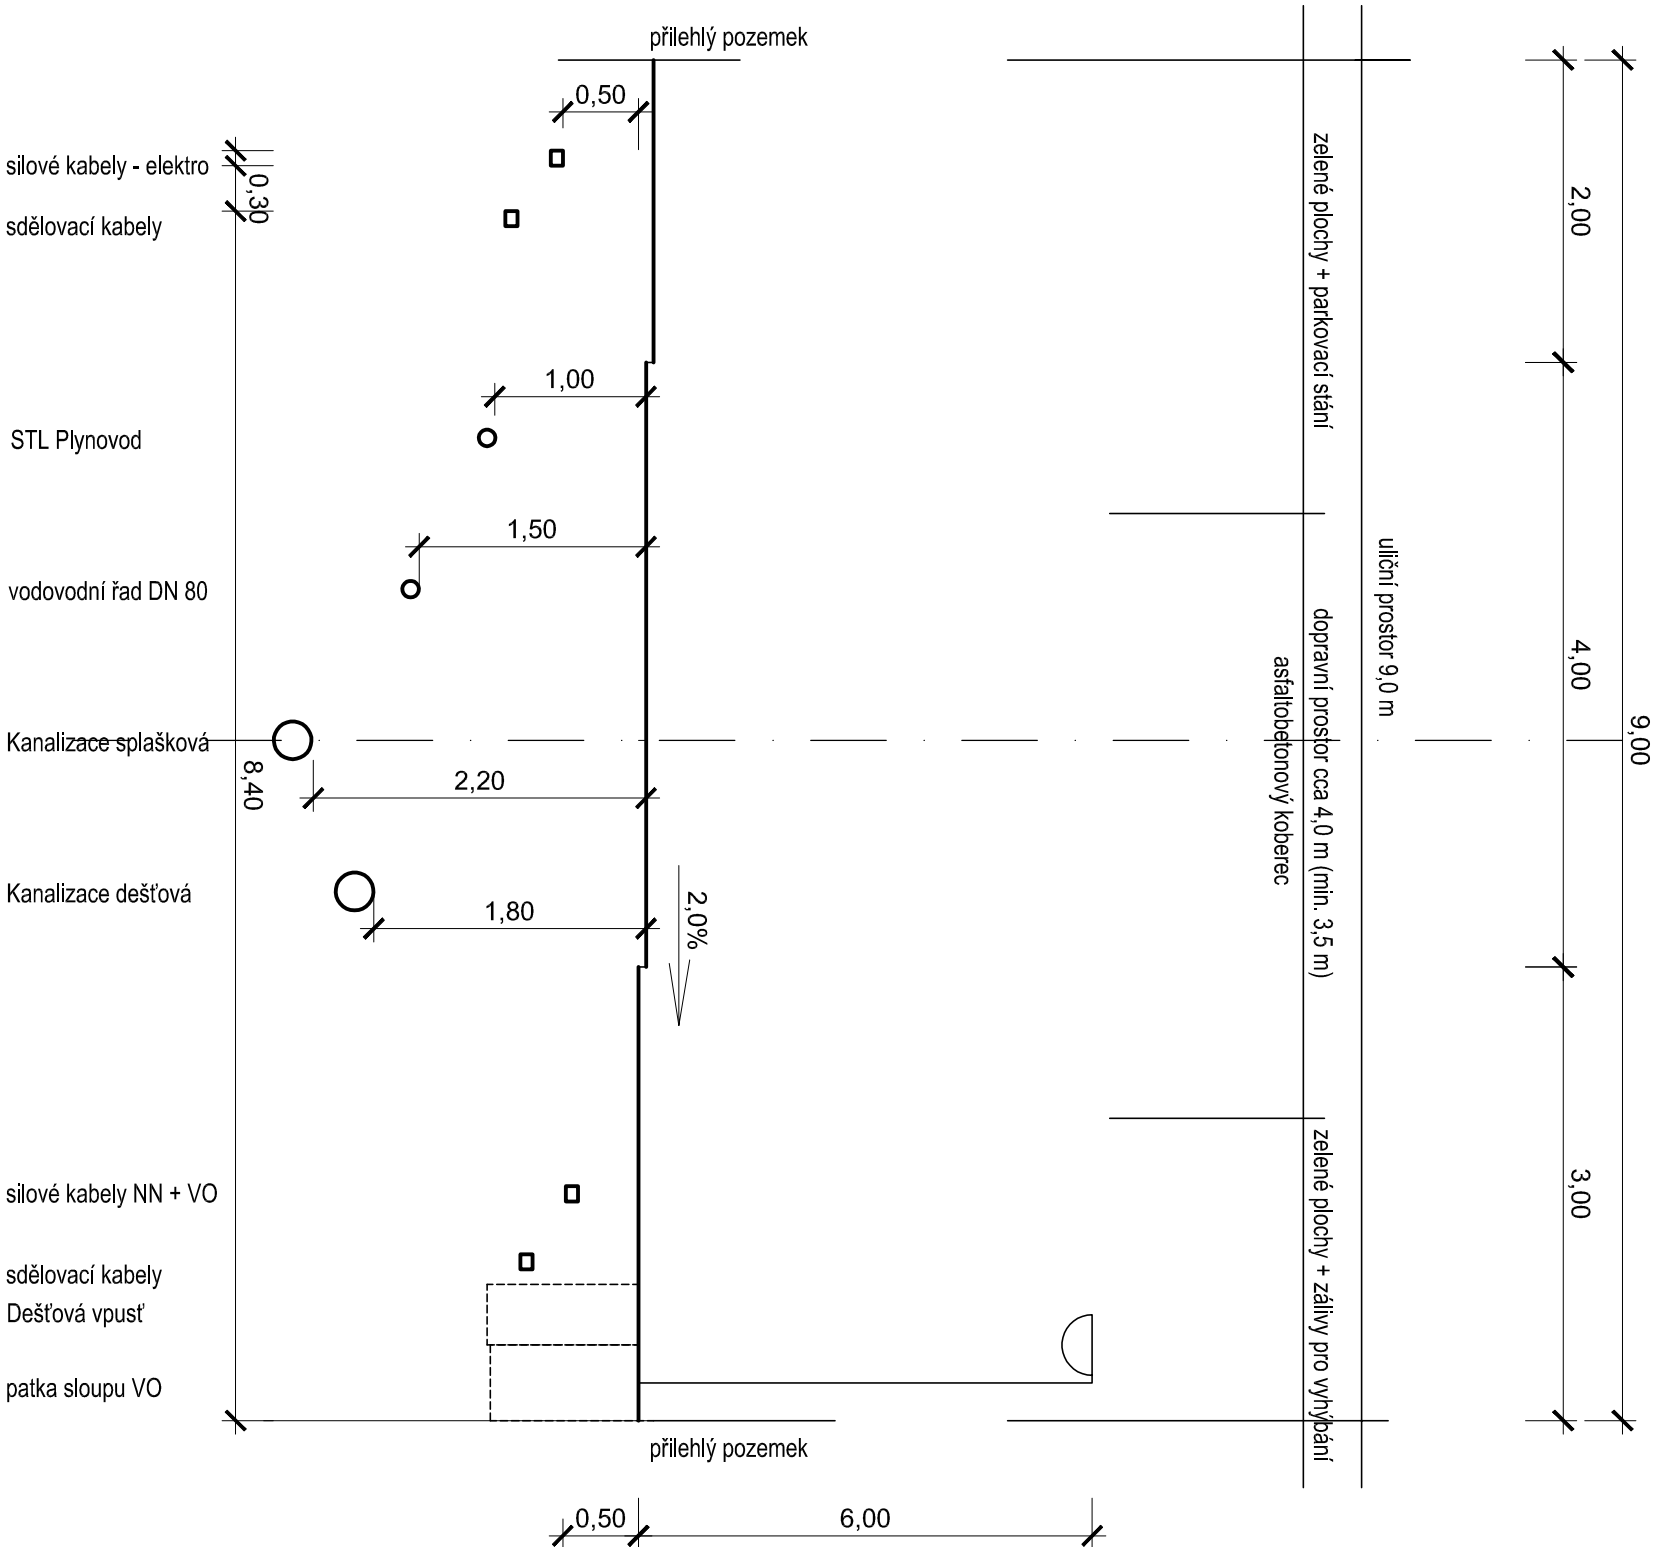 přilehlý pozemek
0,50
silové kabely - elektro
0,30
sdělovací kabely
1,00
STL Plynovod
1,50
vodovodní řad DN 80
Kanalizace splašková
8,40
2,20
Kanalizace dešťová
1,80
2,0%
silové kabely NN + VO
sdělovací kabely
Dešťová vpusť
patka sloupu VO
přilehlý pozemek
0,50
6,00
zelené plochy + parkovací stání
dopravní prostor cca 4,0 m (min. 3,5 m)
asfaltobetonový koberec
zelené plochy + zálivy pro vyhýbání
uliční prostor 9,0 m
2,00
4,00
3,00
9,00